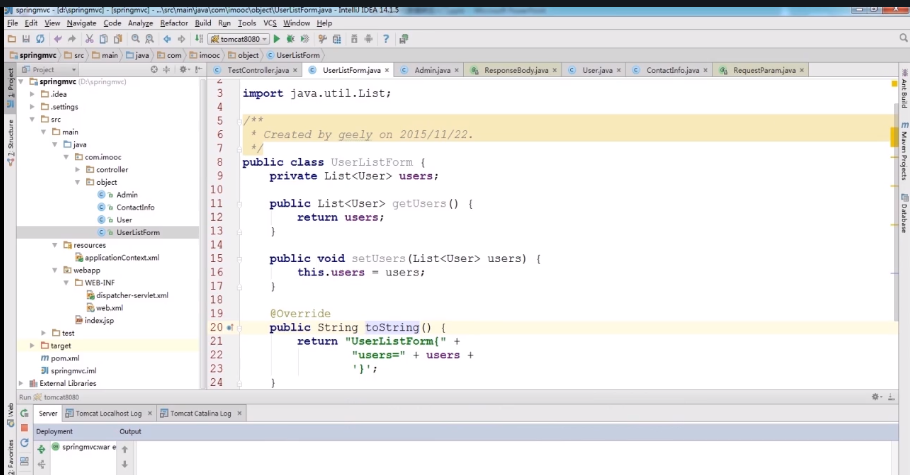 springmvc - [d:\springmvc] - [springmvc] - ...\src\main\java\com\imooc\object\UserListForm.java - IntelliJ IDEA 14.1.5
File Edit View Navigate Code Analyze Refactor Build Run Tools VCS Window Help
tomcat8080
springmvc src main java com imooc object UserListForm
Project
TestController.java UserListForm.java Admin.java ResponseBody.java User.java ContactInfo.java RequestParam.java
1: Project
Z: Structure
Web
2: Favorites
springmvc (D:\springmvc)
.idea
.settings
src
main
java
com.imooc
controller
object
Admin
ContactInfo
User
UserListForm
resources
applicationContext.xml
webapp
WEB-INF
dispatcher-servlet.xml
web.xml
index.jsp
test
target
pom.xml
springmvc.iml
External Libraries
2
3 import java.util.List;
4
5 /**
6 * Created by geely on 2015/11/22.
7 */
8 public class UserListForm {
9 private List<User> users;
10
11 public List<User> getUsers() {
12 return users;
13 }
14
15 public void setUsers(List<User> users) {
16 this.users = users;
17 }
18
19 @Override
20 public String toString() {
21 return "UserListForm{" +
22 "users=" + users +
23 '}';
24 }
Ant Build
Maven Projects
Database
Run tomcat8080
Server Tomcat Localhost Log Tomcat Catalina Log
Deployment Output
springmvc:war e